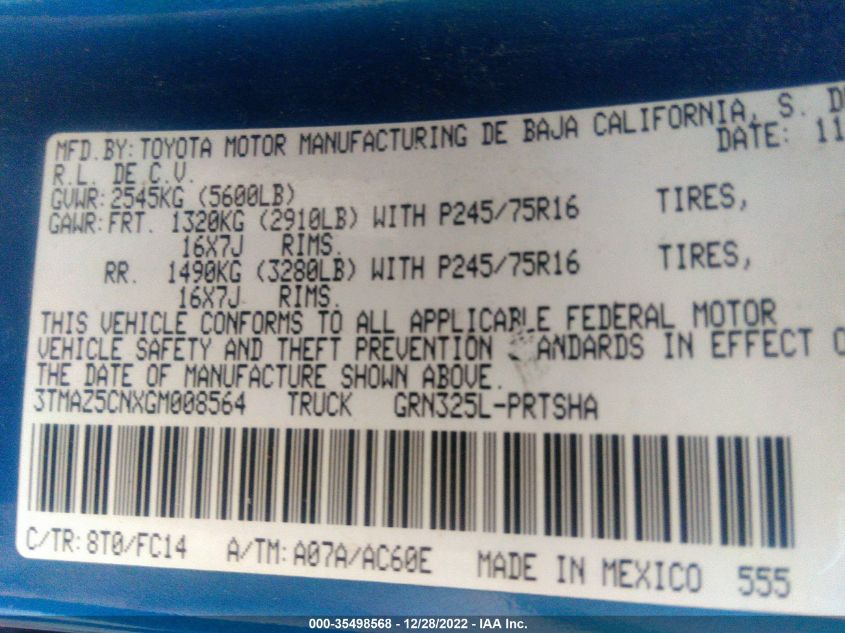 MFD.BY: TOYOTA MOTOR MANUFACTURING DE BAJA CALIFORNIA, S.
R.L. DE C.V. DATE: 11
GVWR: 2545KG (5600LB)
GAWR: FRT. 1320KG (2910LB) WITH P245/75R16 TIRES,
16X7J RIMS.
RR. 1490KG (3280LB) WITH P245/75R16 TIRES,
16X7J RIMS.
THIS VEHICLE CONFORMS TO ALL APPLICABLE FEDERAL MOTOR
VEHICLE SAFETY AND THEFT PREVENTION ANDARDS IN EFFECT
THE DATE OF MANUFACTURE SHOWN ABOVE.
3TMAZ5CNXGM008564 TRUCK GRN325L-PRTSHA
C/TR: 8T0/FC14 A/TM: A07A/AC60E MADE IN MEXICO 555
000-35498568 - 12/28/2022 - IAA Inc.